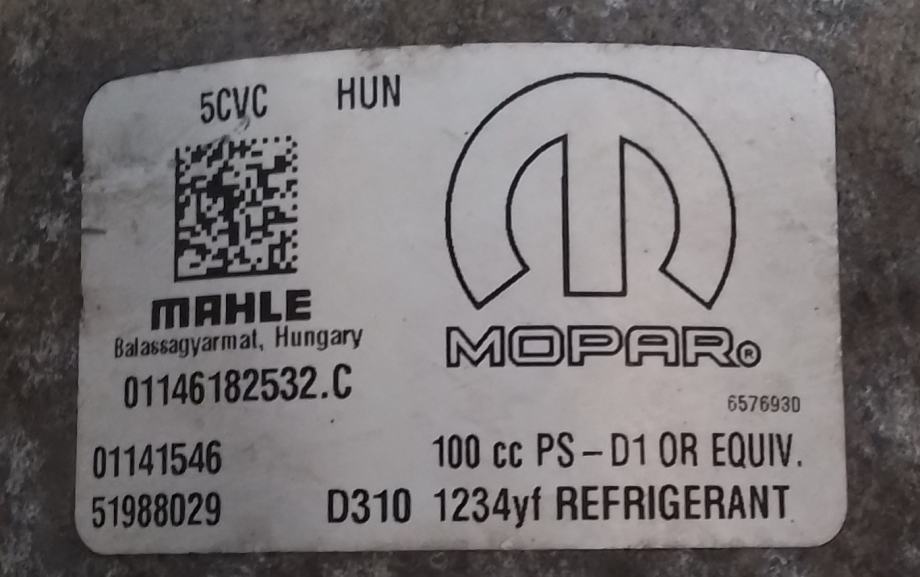 5CVC HUN
MAHLE
Balassagyarmat, Hungary
01146182532.C
MOPAR®
6576930
01141546 100 cc PS-D1 OR EQUIV.
51988029 D310 1234yf REFRIGERANT